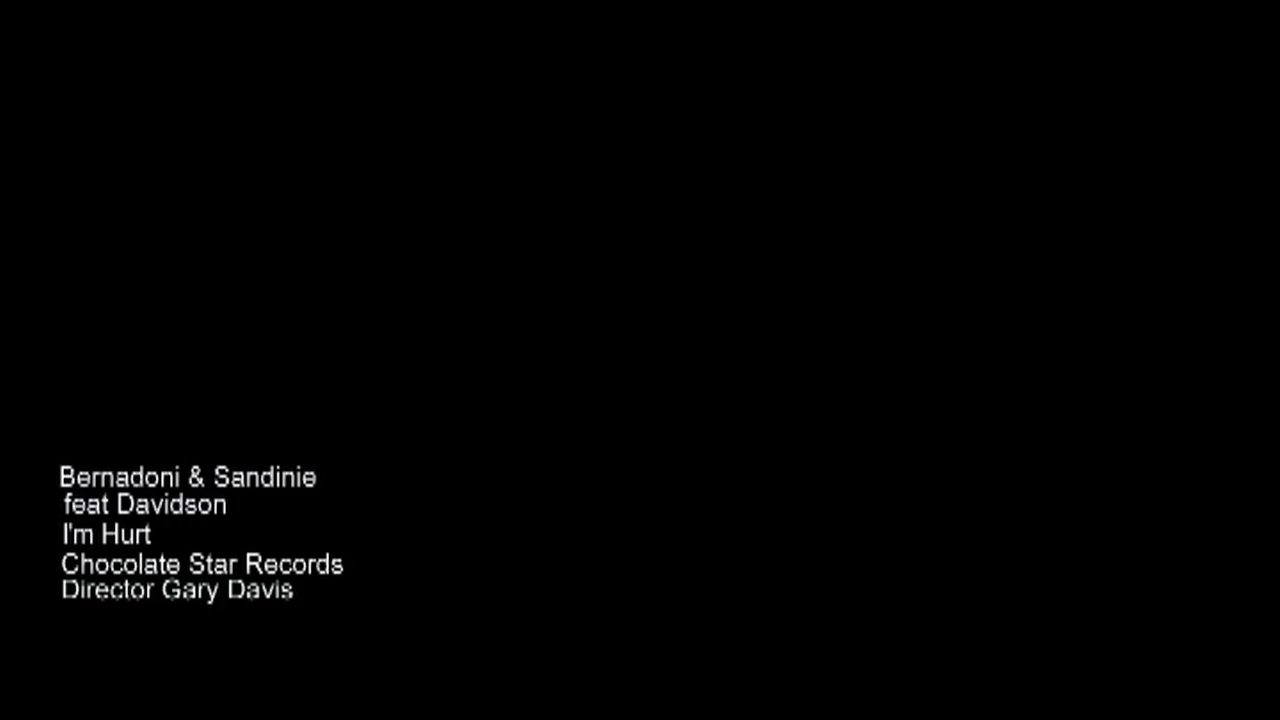 Bernadoni & Sandinie
feat Davidson
I'm Hurt
Chocolate Star Records
Director Gary Davis